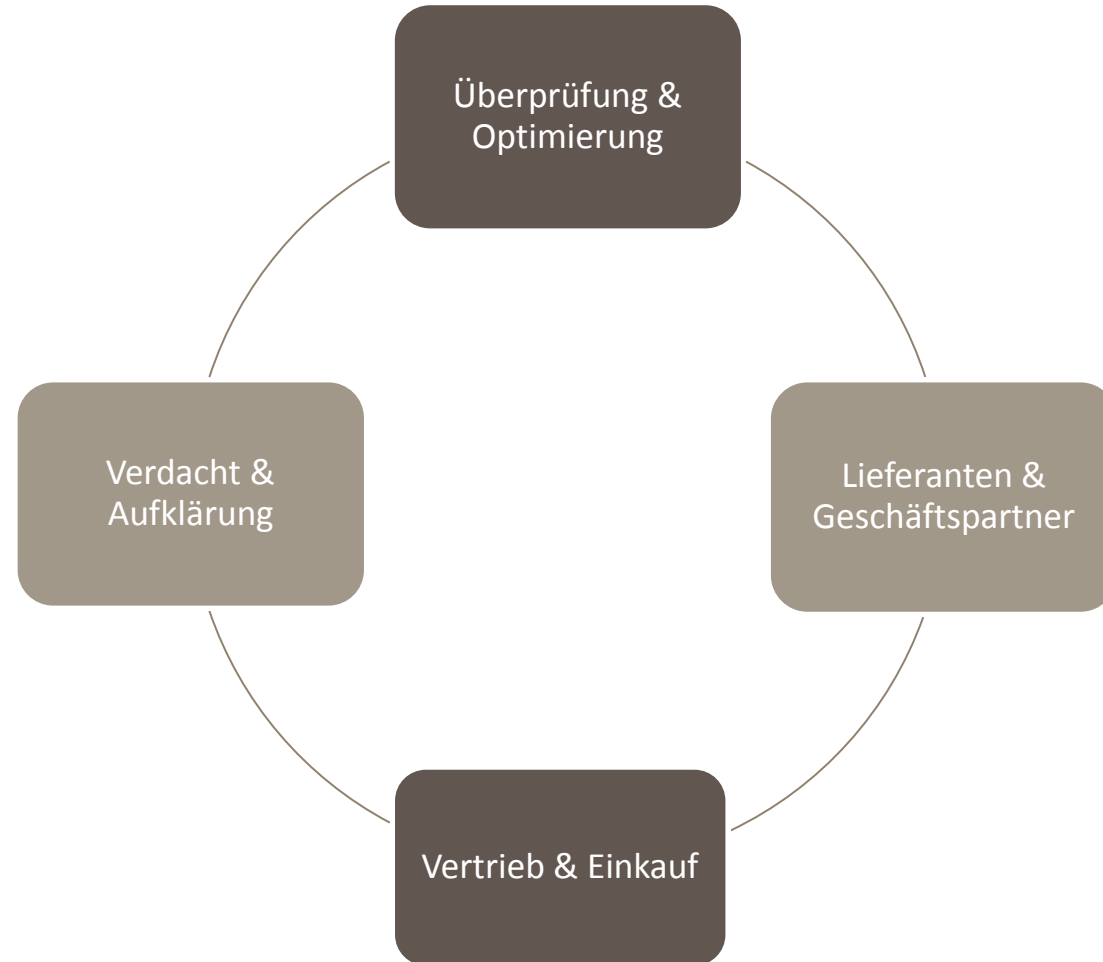 Überprüfung &
Optimierung
Verdacht &
Aufklärung
Lieferanten &
Geschäftspartner
Vertrieb & Einkauf